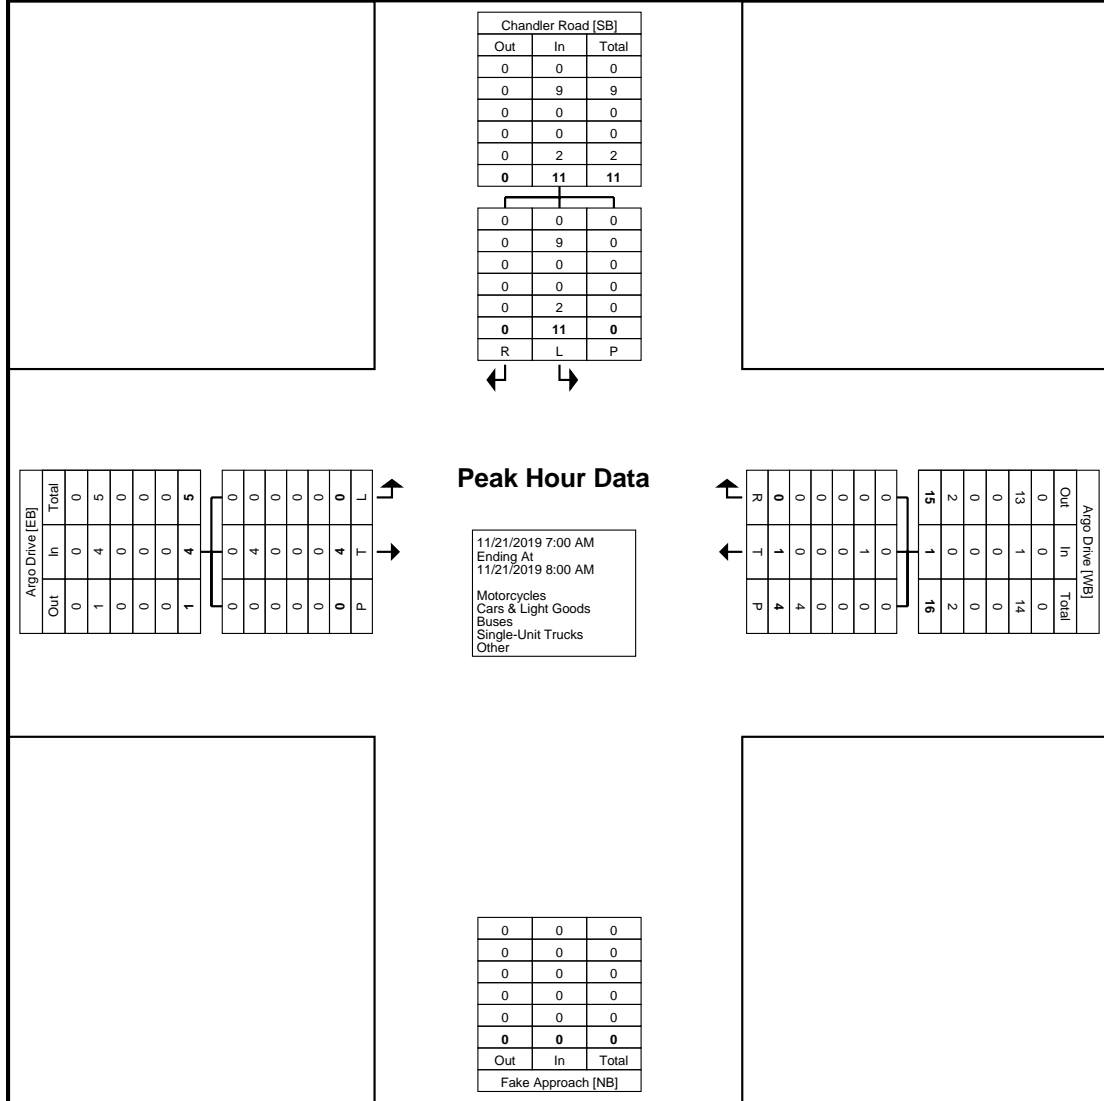 Chandler Road [SB]
Out In Total
0 0 0
0 9 9
0 0 0
0 0 0
0 2 2
0 11 11
0 0 0
0 9 0
0 0 0
0 0 0
0 2 0
0 11 0
R L P
Argo Drive [EB]
Out In Total
0 0 0
1 4 5
0 0 0
0 0 0
0 0 0
1 4 5
0 0 0
0 4 0
0 0 0
0 0 0
0 0 0
0 4 0
P T L
Peak Hour Data
11/21/2019 7:00 AM
Ending At
11/21/2019 8:00 AM
Motorcycles
Cars & Light Goods
Buses
Single-Unit Trucks
Other
Argo Drive [WB]
Out In Total
0 0 0
13 1 14
0 0 0
0 0 0
2 0 2
15 1 16
0 0 0
0 1 0
0 0 0
0 0 0
0 0 4
0 1 4
R T P
0 0 0
0 0 0
0 0 0
0 0 0
0 0 0
0 0 0
Out In Total
Fake Approach [NB]